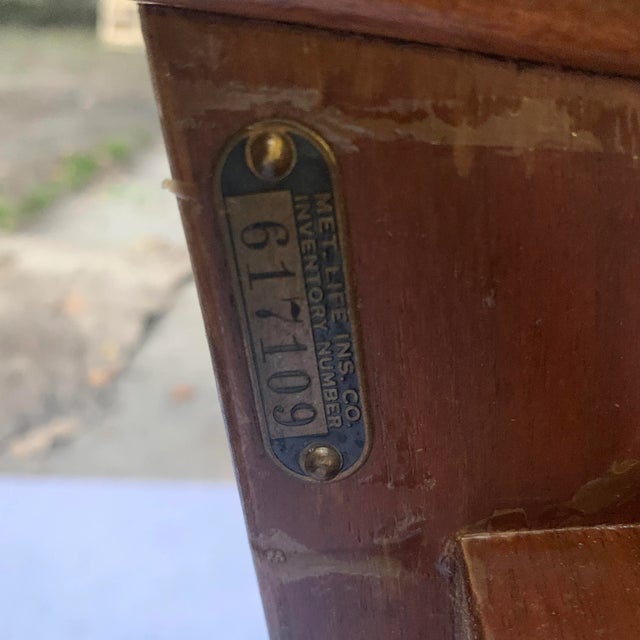 MET. LIFE INS. CO.
INVENTORY NUMBER
617109